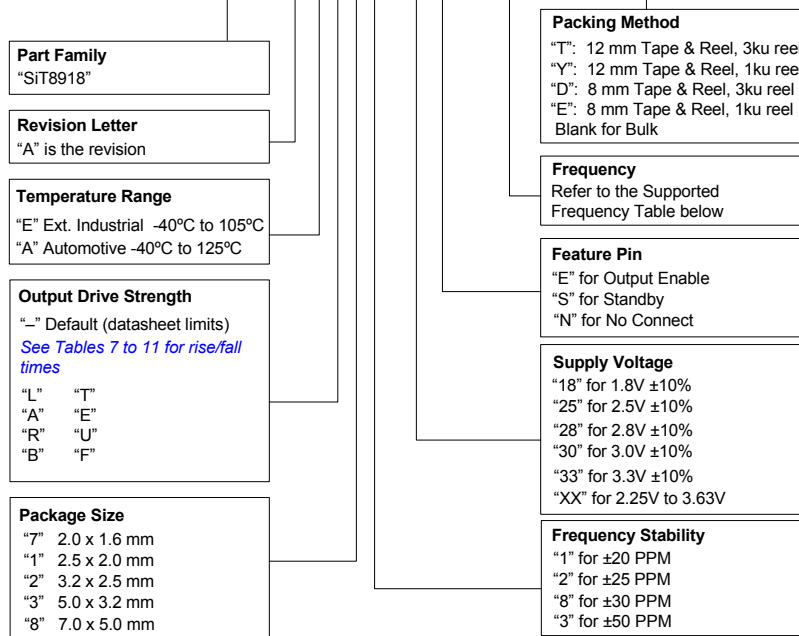 Part Family
“SiT8918”
Revision Letter
“A” is the revision
Temperature Range
“E” Ext. Industrial -40ºC to 105ºC
“A” Automotive -40ºC to 125ºC
Output Drive Strength
“–” Default (datasheet limits)
See Tables 7 to 11 for rise/fall
times
“L” “T”
“A” “E”
“R” “U”
“B” “F”
Package Size
“7” 2.0 x 1.6 mm
“1” 2.5 x 2.0 mm
“2” 3.2 x 2.5 mm
“3” 5.0 x 3.2 mm
“8” 7.0 x 5.0 mm
Packing Method
“T”: 12 mm Tape & Reel, 3ku reel
“Y”: 12 mm Tape & Reel, 1ku reel
“D”: 8 mm Tape & Reel, 3ku reel
“E”: 8 mm Tape & Reel, 1ku reel
Blank for Bulk
Frequency
Refer to the Supported
Frequency Table below
Feature Pin
“E” for Output Enable
“S” for Standby
“N” for No Connect
Supply Voltage
“18” for 1.8V ±10%
“25” for 2.5V ±10%
“28” for 2.8V ±10%
“30” for 3.0V ±10%
“33” for 3.3V ±10%
“XX” for 2.25V to 3.63V
Frequency Stability
“1” for ±20 PPM
“2” for ±25 PPM
“8” for ±30 PPM
“3” for ±50 PPM